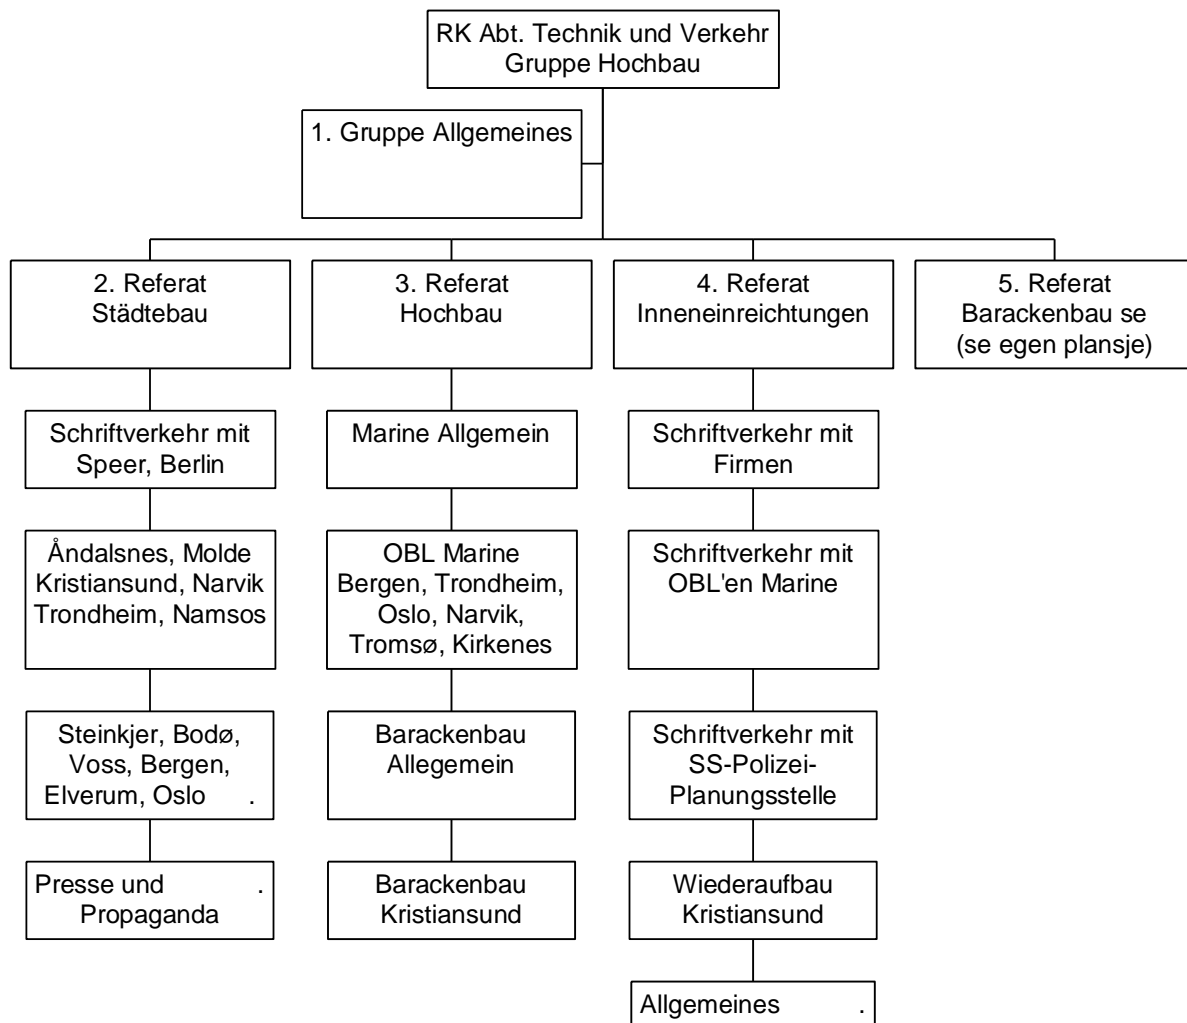 RK Abt. Technik und Verkehr
Gruppe Hochbau
1. Gruppe Allgemeines
2. Referat
Städtebau
3. Referat
Hochbau
4. Referat
Inneneinreichtungen
5. Referat
Barackenbau se
(se egen plansje)
Schriftverkehr mit
Speer, Berlin
Åndalsnes, Molde
Kristiansund, Narvik
Trondheim, Namsos
Steinkjer, Bodø,
Voss, Bergen,
Elverum, Oslo .
Presse und .
Propaganda
Marine Allgemein
OBL Marine
Bergen, Trondheim,
Oslo, Narvik,
Tromsø, Kirkenes
Barackenbau
Allegemein
Barackenbau
Kristiansund
Schriftverkehr mit
Firmen
Schriftverkehr mit
OBL'en Marine
Schriftverkehr mit
SS-Polizei-
Planungsstelle
Wiederaufbau
Kristiansund
Allgemeines .